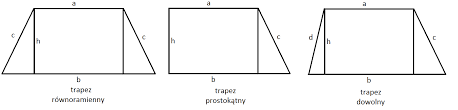 a
c
h
c
b
trapez
równoramienny
a
h
c
b
trapez
prostokątny
a
d
h
c
b
trapez
dowolny